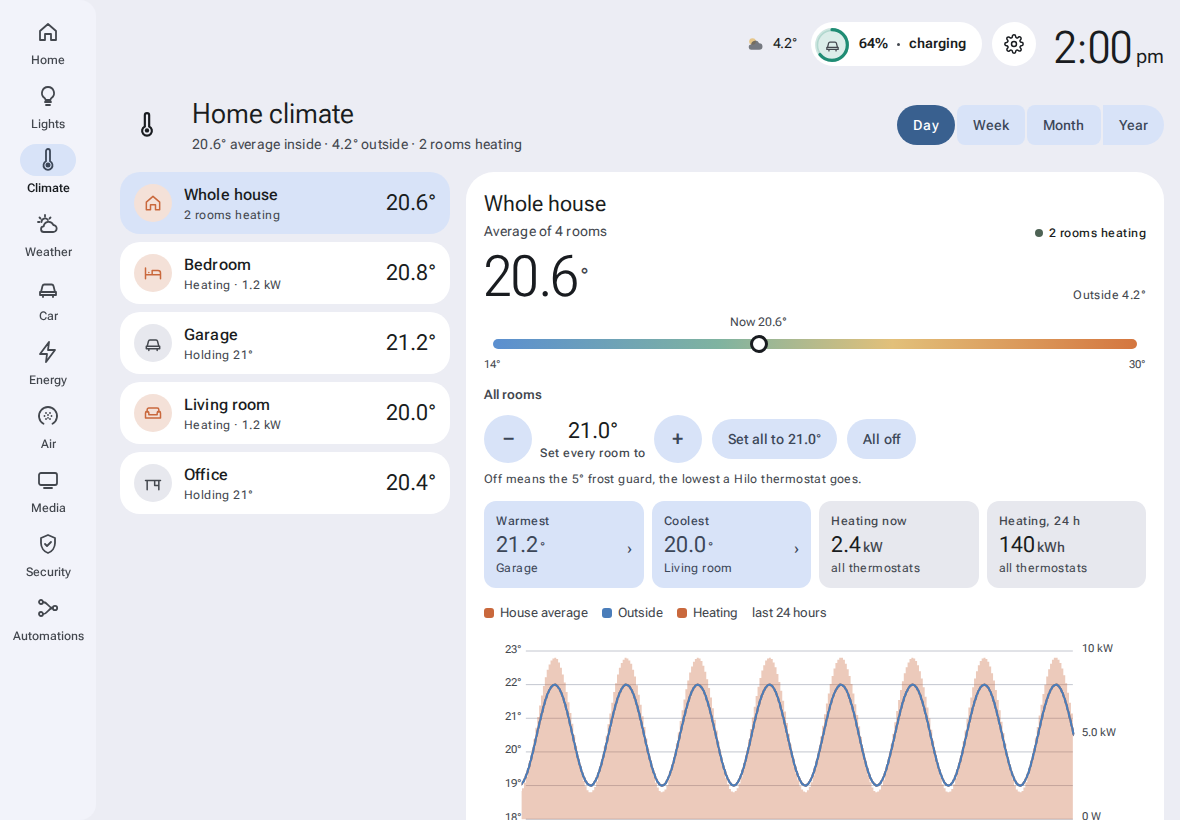 Home
Lights
Climate
Weather
Car
Energy
Air
Media
Security
Automations
4.2°
64% · charging
2:00 pm
Home climate
20.6° average inside · 4.2° outside · 2 rooms heating
Day
Week
Month
Year
Whole house
2 rooms heating
20.6°
Bedroom
Heating · 1.2 kW
20.8°
Garage
Holding 21°
21.2°
Living room
Heating · 1.2 kW
20.0°
Office
Holding 21°
20.4°
Whole house
Average of 4 rooms
2 rooms heating
20.6°
Outside 4.2°
Now 20.6°
14°
30°
All rooms
−
21.0°
Set every room to
+
Set all to 21.0°
All off
Off means the 5° frost guard, the lowest a Hilo thermostat goes.
Warmest
21.2°
Garage
›
Coolest
20.0°
Living room
›
Heating now
2.4 kW
all thermostats
Heating, 24 h
140 kWh
all thermostats
House average
Outside
Heating
last 24 hours
23°
22°
21°
20°
19°
18°
10 kW
5.0 kW
0 W